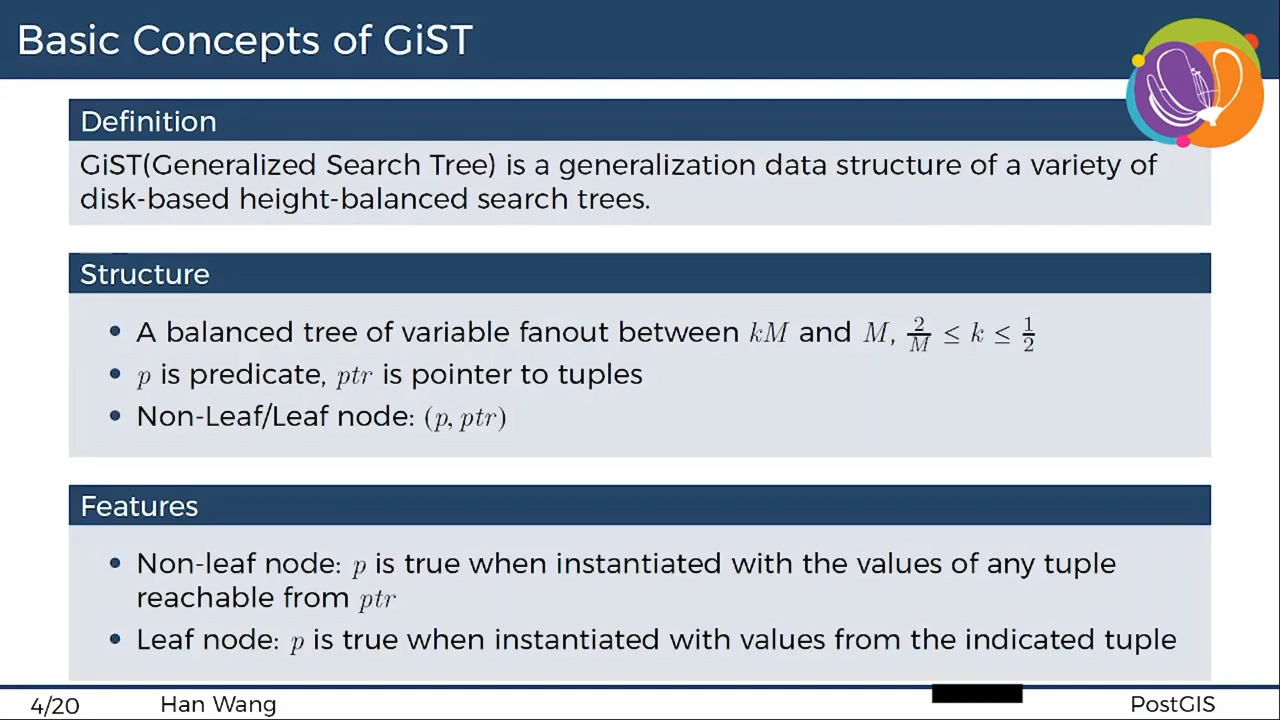 Basic Concepts of GiST
Definition
GiST(Generalized Search Tree) is a generalization data structure of a variety of
disk-based height-balanced search trees.
Structure
• A balanced tree of variable fanout between kM and M, 2/M ≤ k ≤ 1/2
• p is predicate, ptr is pointer to tuples
• Non-Leaf/Leaf node: (p, ptr)
Features
• Non-leaf node: p is true when instantiated with the values of any tuple
reachable from ptr
• Leaf node: p is true when instantiated with values from the indicated tuple
4/20 Han Wang PostGIS